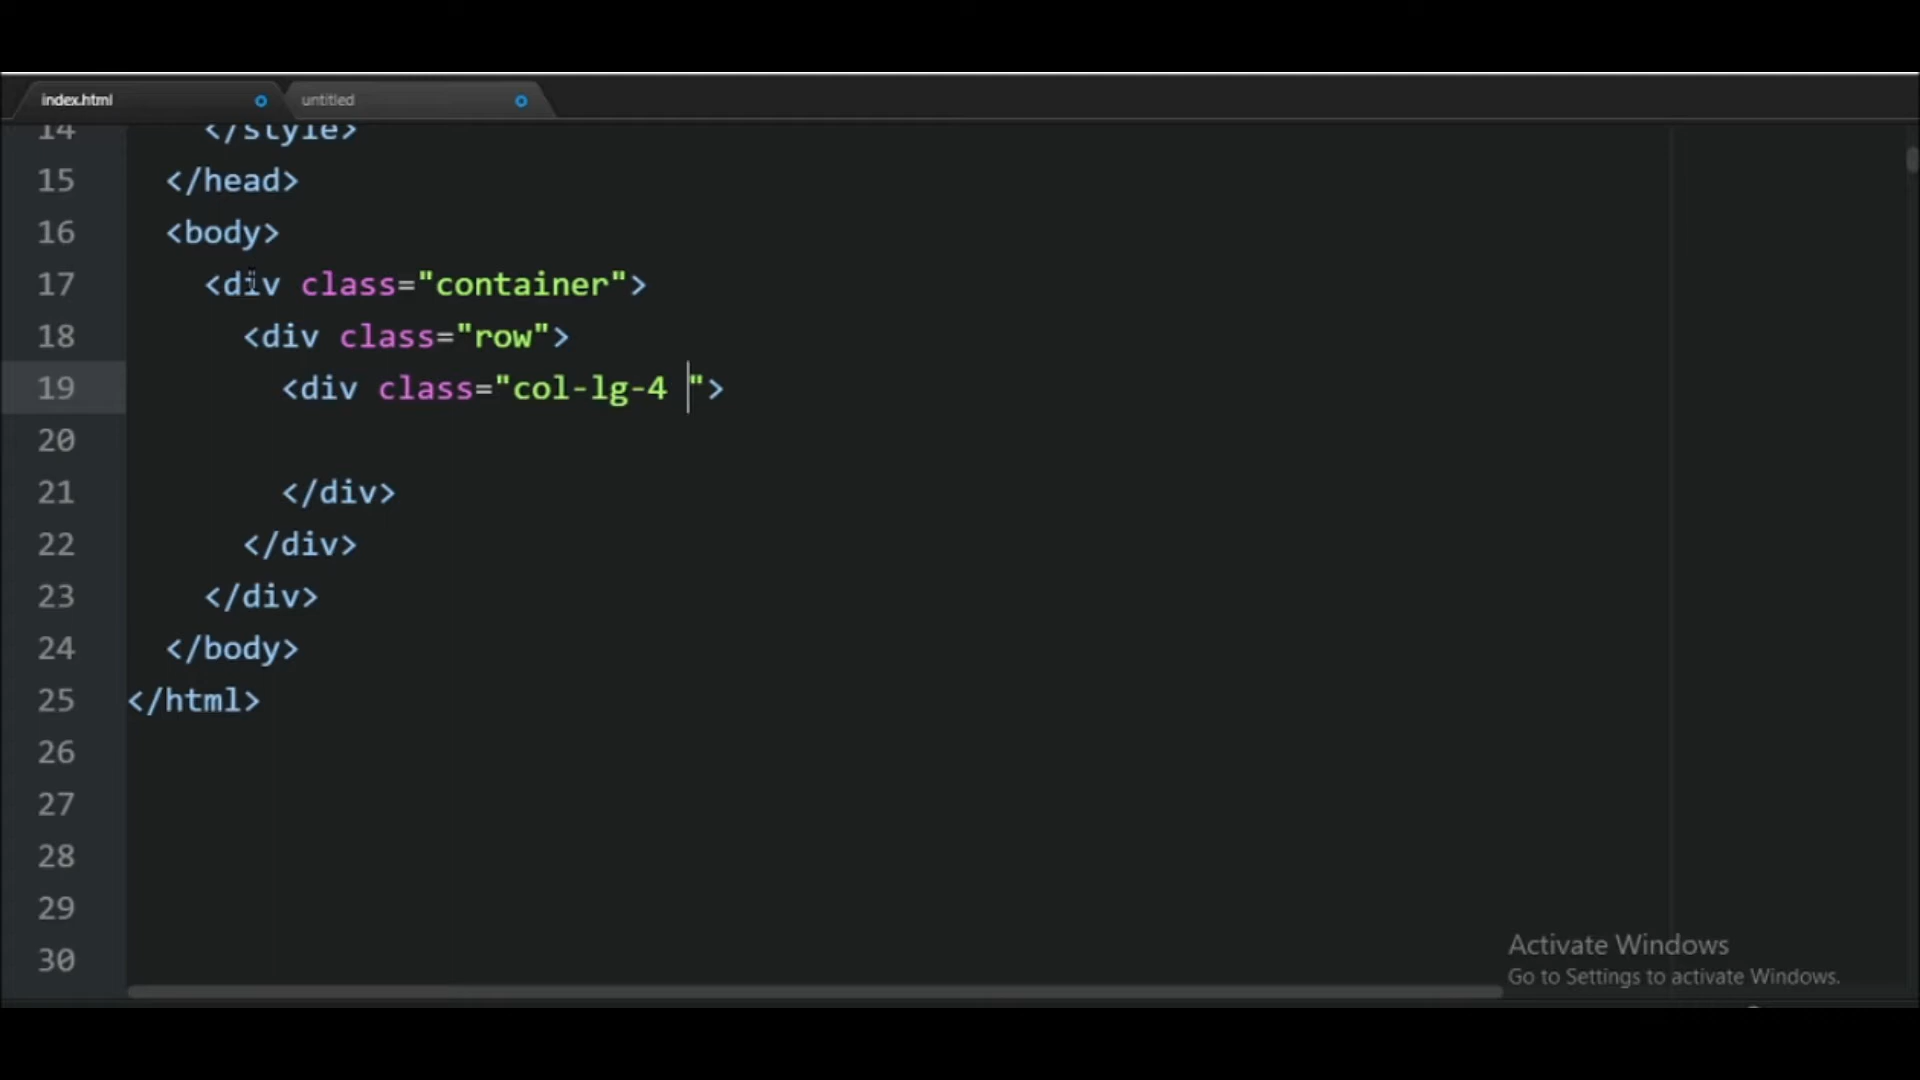 index.html
untitled
14 </style>
15 </head>
16 <body>
17 <div class="container">
18 <div class="row">
19 <div class="col-lg-4 ">
20
21 </div>
22 </div>
23 </div>
24 </body>
25 </html>
26
27
28
29
30
Activate Windows
Go to Settings to activate Windows.